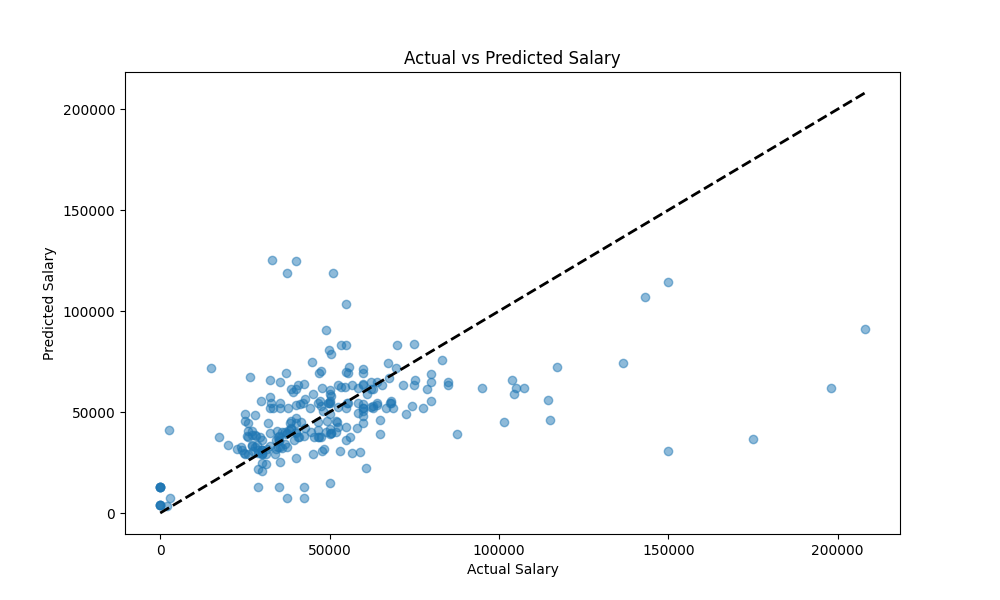 Actual vs Predicted Salary
200000
150000
100000
50000
0
Predicted Salary
0 50000 100000 150000 200000
Actual Salary